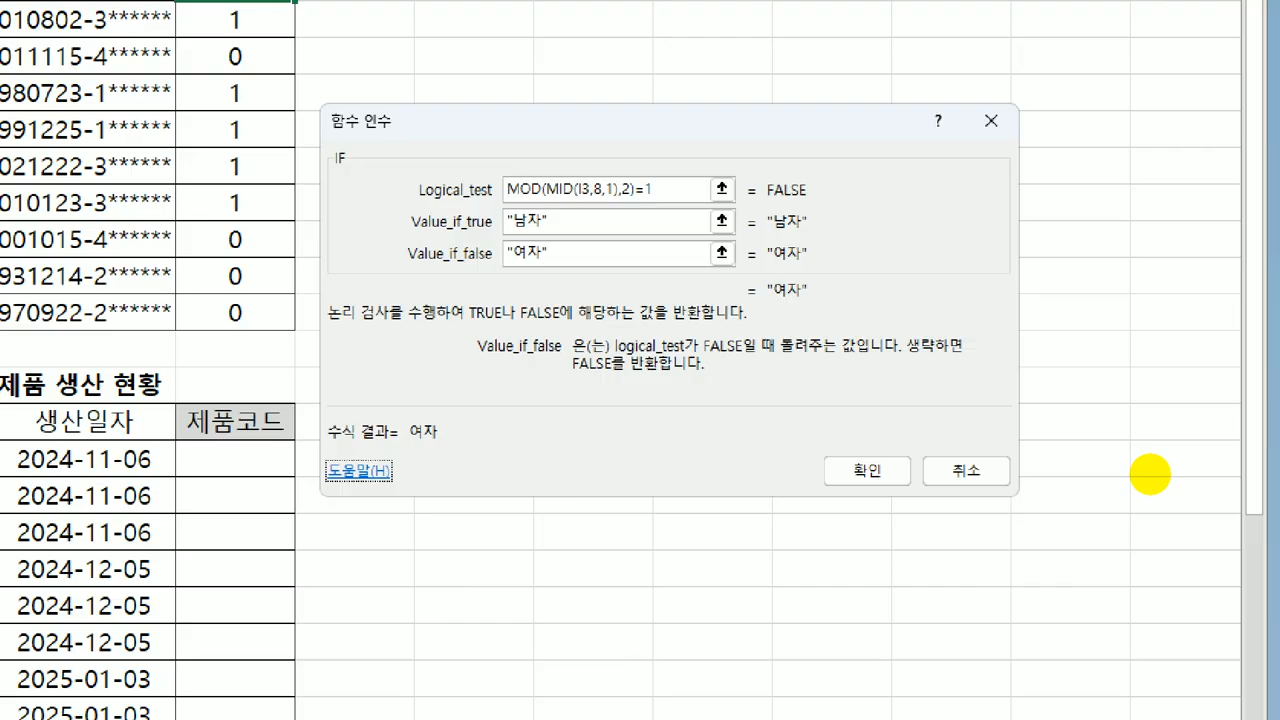 010802-3****** 1
011115-4****** 0
980723-1****** 1
991225-1****** 1
021222-3****** 1
010123-3****** 1
001015-4****** 0
931214-2****** 0
970922-2****** 0
제품 생산 현황
생산일자 제품코드
2024-11-06
2024-11-06
2024-11-06
2024-12-05
2024-12-05
2024-12-05
2025-01-03
2025-01-03
함수 인수 ?
IF
Logical_test MOD(MID(I3,8,1),2)=1 = FALSE
Value_if_true "남자" = "남자"
Value_if_false "여자" = "여자"
= "여자"
논리 검사를 수행하여 TRUE나 FALSE에 해당하는 값을 반환합니다.
Value_if_false 은(는) logical_test가 FALSE일 때 돌려주는 값입니다. 생략하면
FALSE를 반환합니다.
수식 결과= 여자
도움말(H) 확인 취소